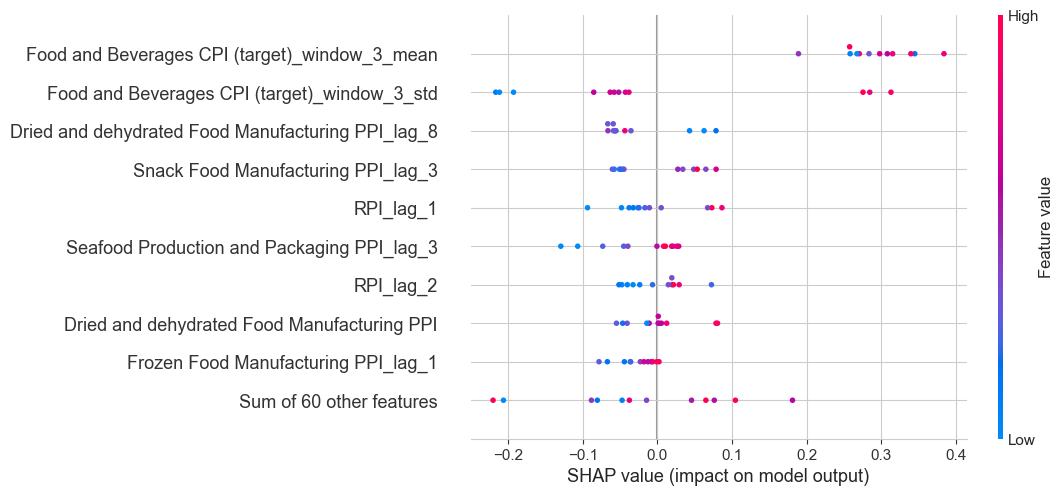 High
Food and Beverages CPI (target)_window_3_mean
Food and Beverages CPI (target)_window_3_std
Dried and dehydrated Food Manufacturing PPI_lag_8
Snack Food Manufacturing PPI_lag_3
RPI_lag_1
Seafood Production and Packaging PPI_lag_3
RPI_lag_2
Dried and dehydrated Food Manufacturing PPI
Frozen Food Manufacturing PPI_lag_1
Sum of 60 other features
Feature value
Low
−0.2 −0.1 0.0 0.1 0.2 0.3 0.4
SHAP value (impact on model output)